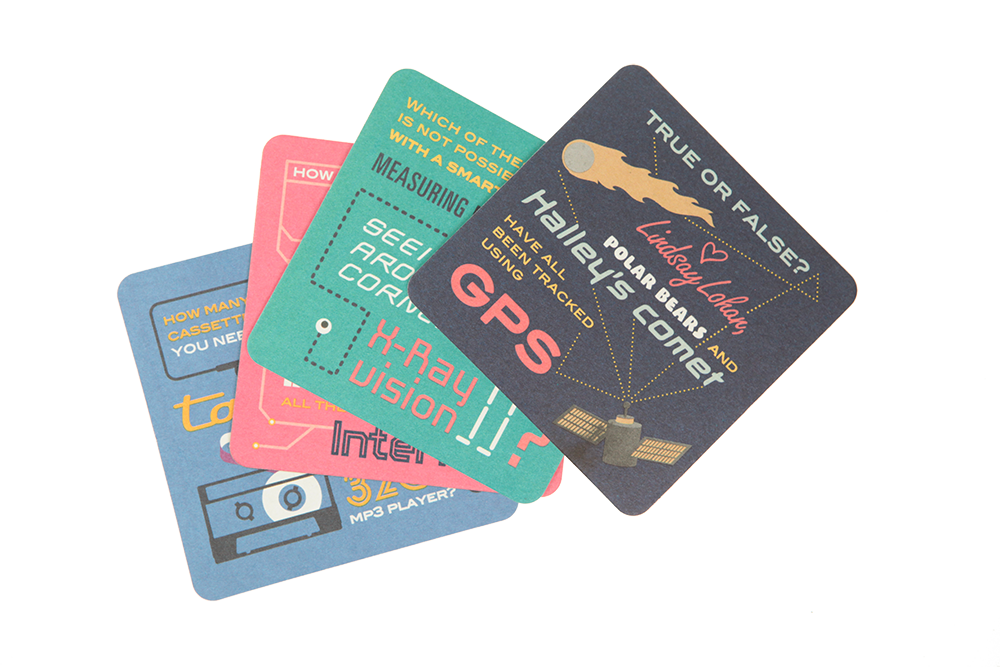 TRUE OR FALSE?
Lindsay Lohan,
POLAR BEARS, AND
Halley's comet
HAVE ALL
BEEN TRACKED
USING
GPS
WHICH OF THE
IS NOT
WITH A SMART
MEASURING
SEEI
ARO
CORN
X-Ray
vision
?
HOW
ALL THE
Inter
HOW MANY
CASSETT
YOU NEE
to
320
MP3 PLAYER?